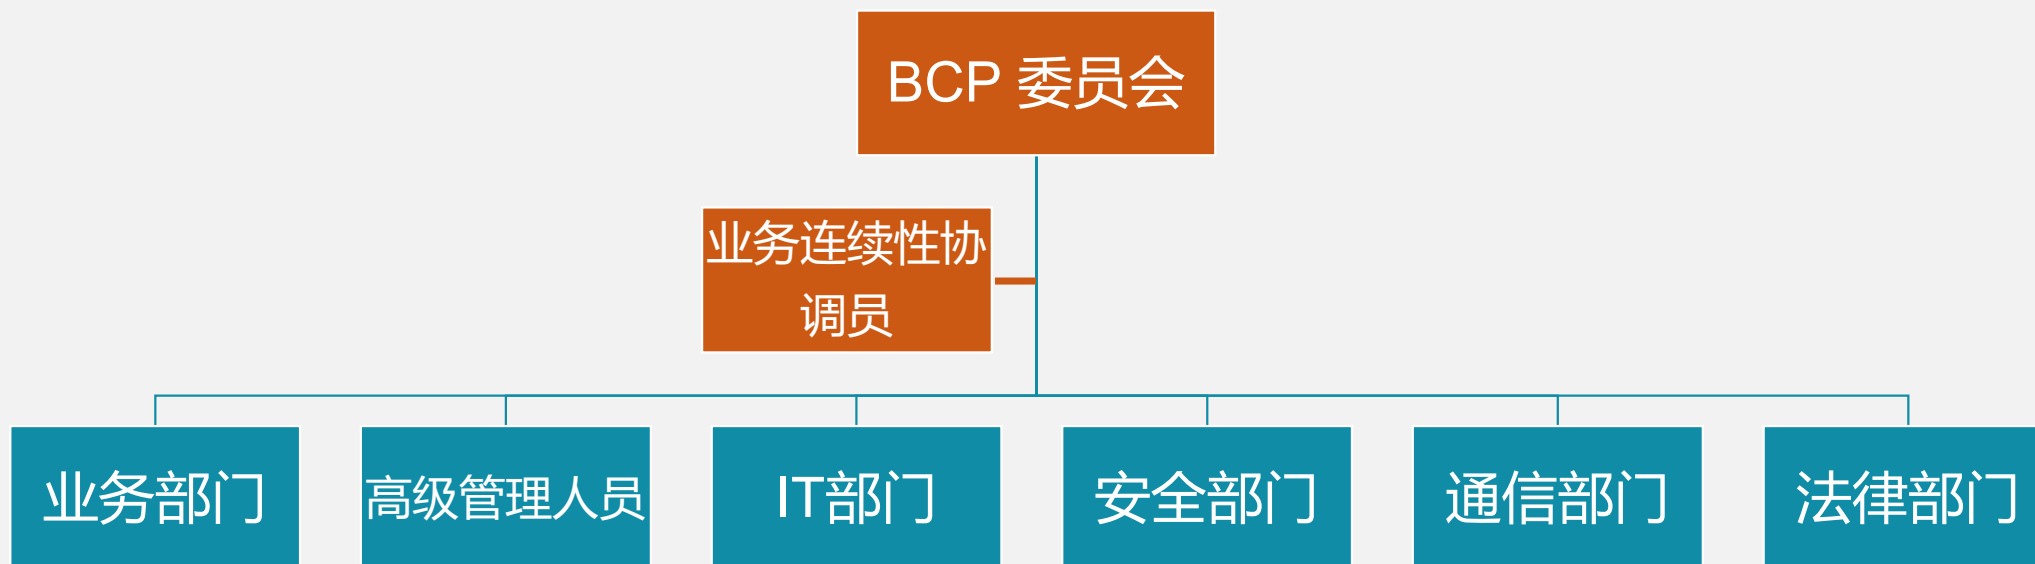 BCP 委员会
业务连续性协
调员
业务部门
高级管理人员
IT部门
安全部门
通信部门
法律部门